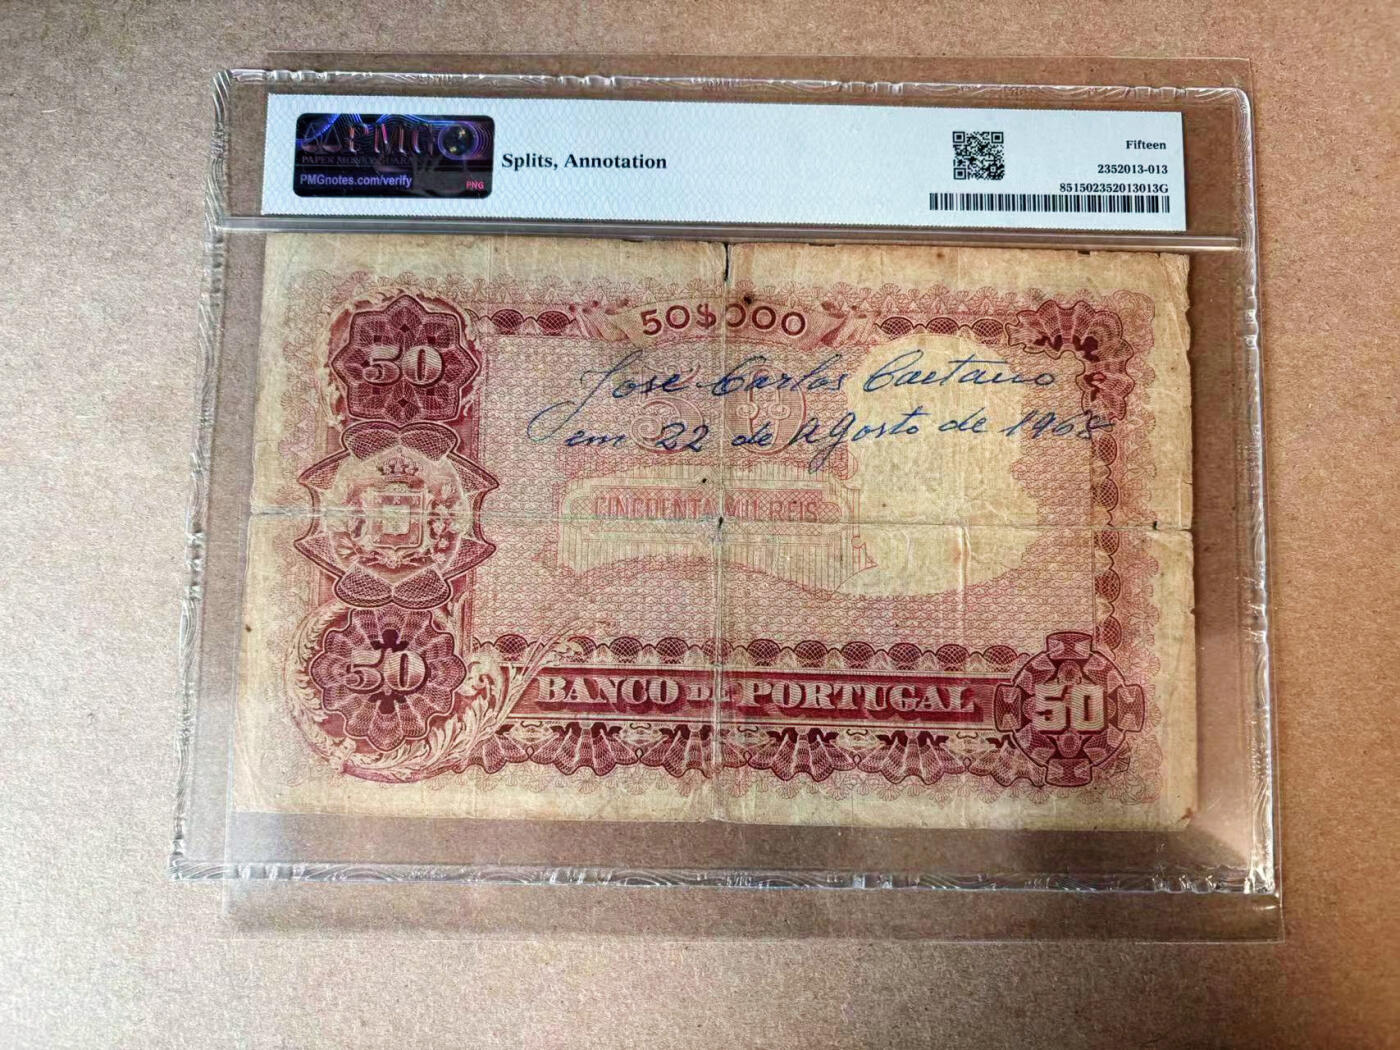 PMG
PAPER MONEY GUARANTY
PMGnotes.com/verify
PNG
Splits, Annotation
Fifteen
2352013-013
851502352013013G
50$000
50
José Carlos Caetano
50
em 22 de Agosto de 1968
CINCOENTA MIL REIS
50
BANCO DE PORTUGAL
50